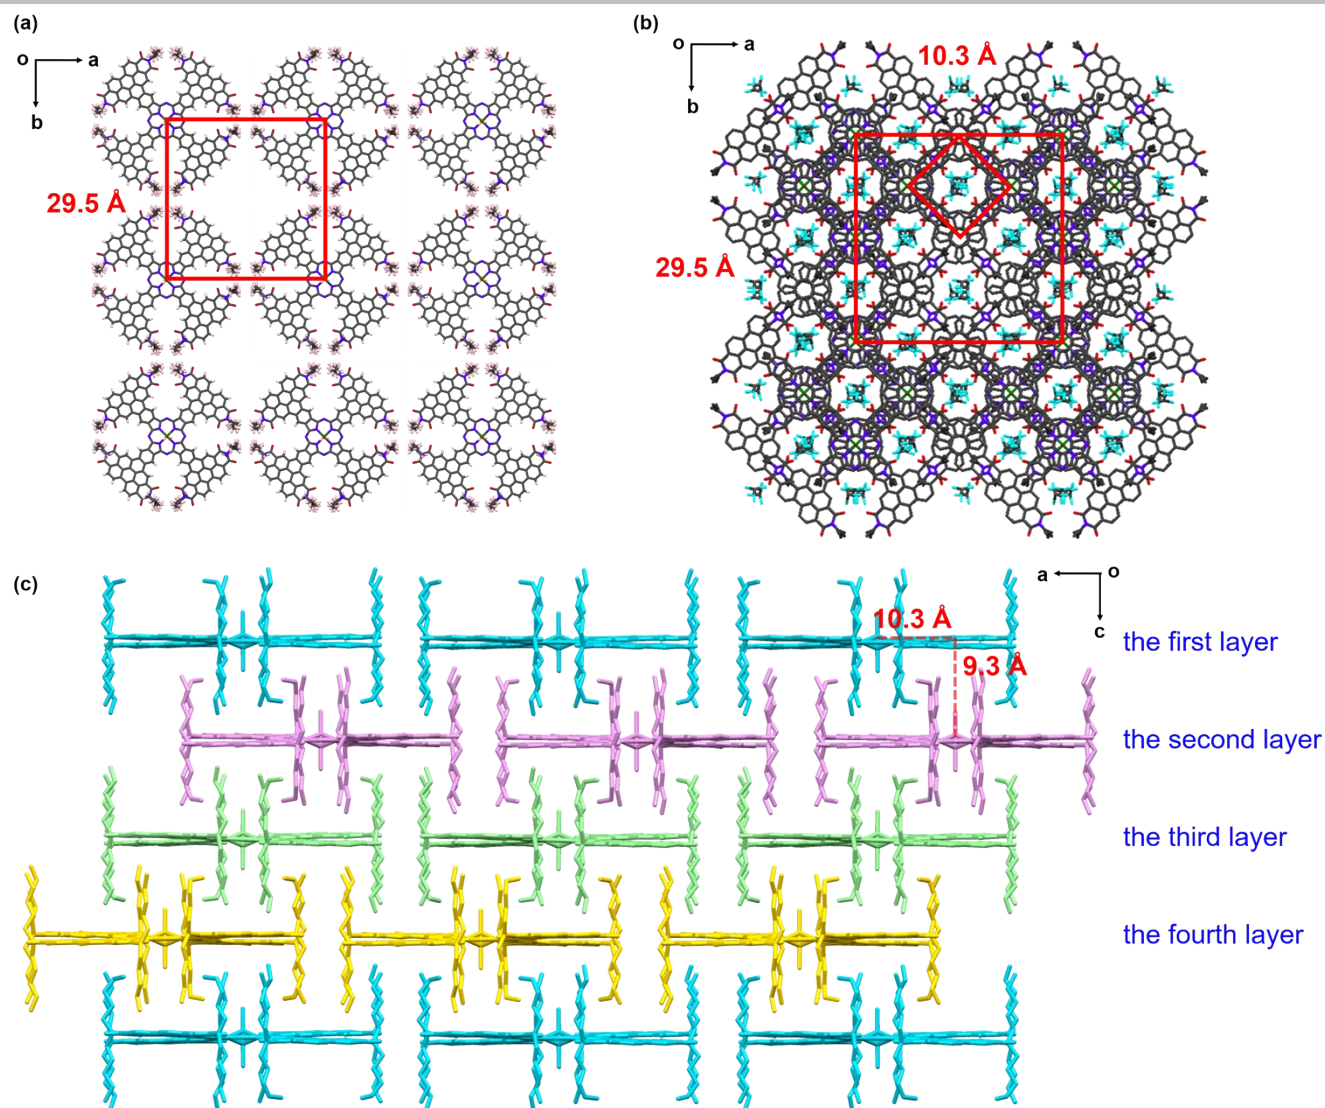 (a)
o a
b
29.5 Å
(b)
o a
b
10.3 Å
29.5 Å
(c)
a o
c
10.3 Å
9.3 Å
the first layer
the second layer
the third layer
the fourth layer